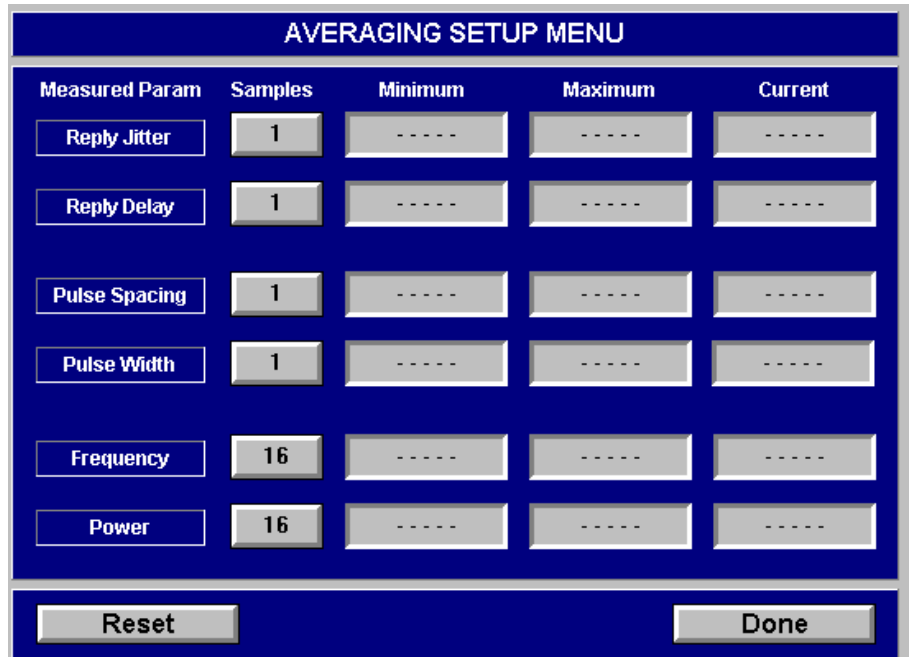 AVERAGING SETUP MENU
Measured Param Samples Minimum Maximum Current
Reply Jitter 1 - - - - - - - - - - - - - - -
Reply Delay 1 - - - - - - - - - - - - - - -
Pulse Spacing 1 - - - - - - - - - - - - - - -
Pulse Width 1 - - - - - - - - - - - - - - -
Frequency 16 - - - - - - - - - - - - - - -
Power 16 - - - - - - - - - - - - - - -
Reset Done